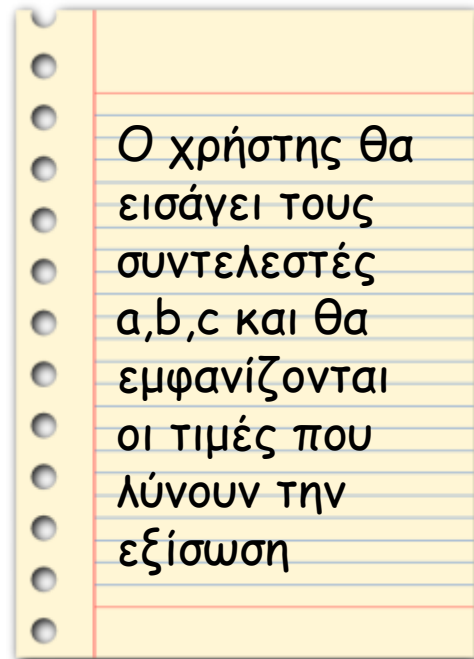 Ο χρήστης θα
εισάγει τους
συντελεστές
a,b,c και θα
εμφανίζονται
οι τιμές που
λύνουν την
εξίσωση